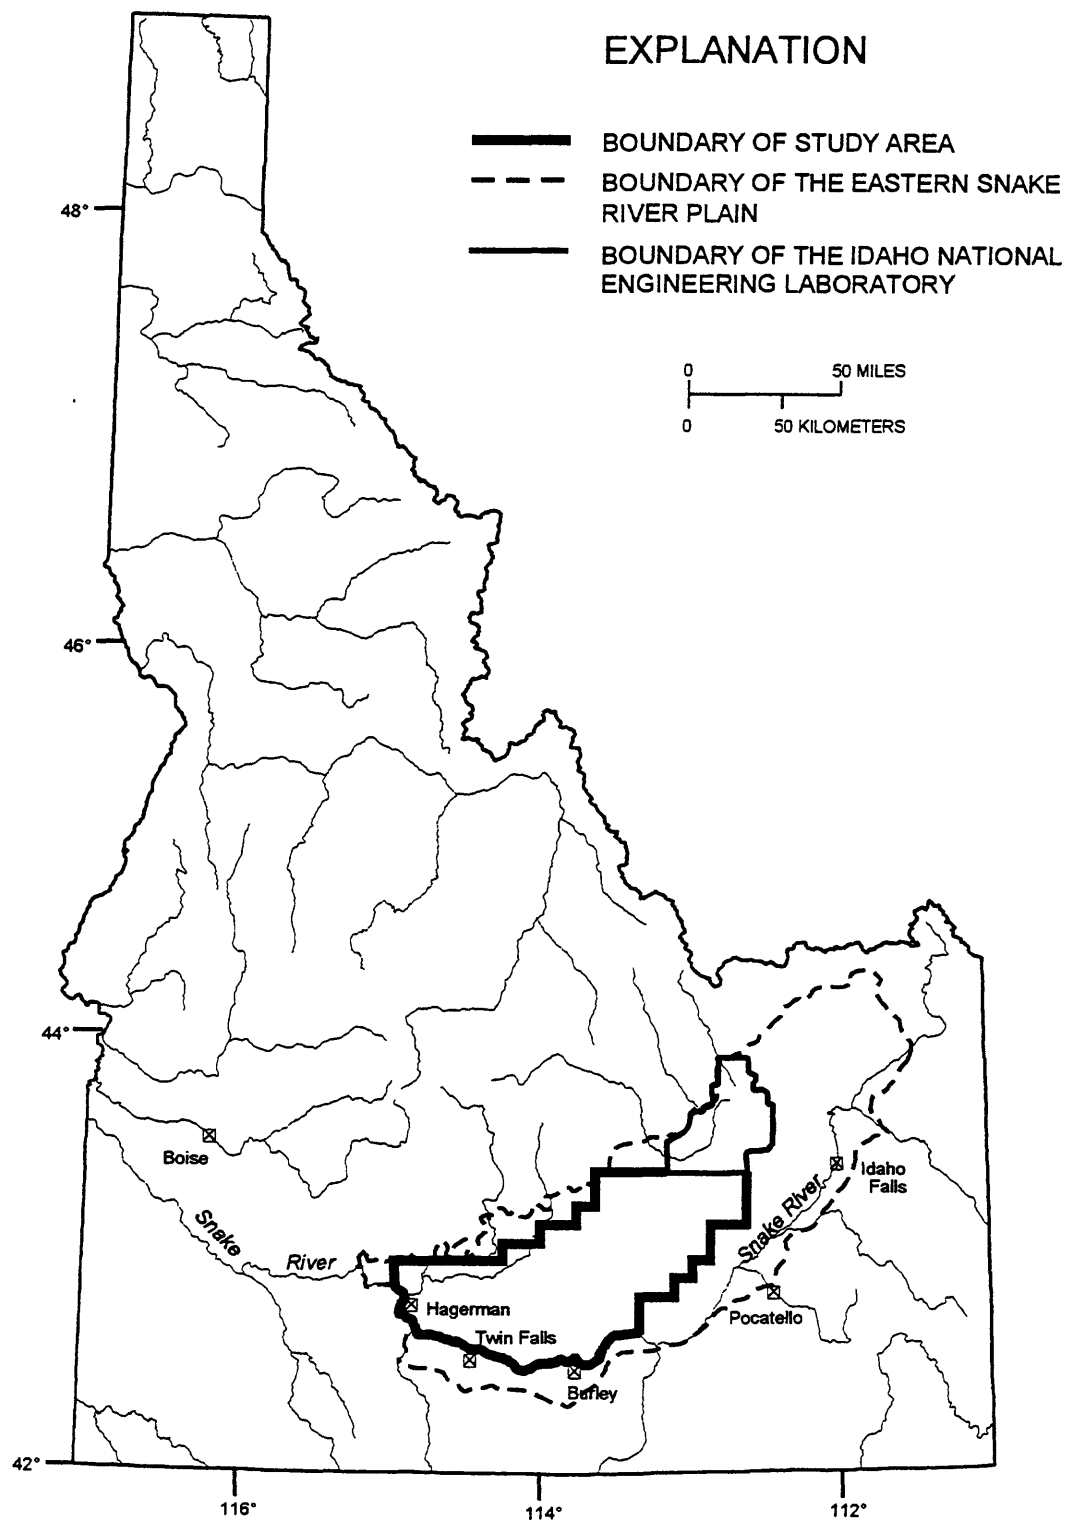 EXPLANATION
BOUNDARY OF STUDY AREA
BOUNDARY OF THE EASTERN SNAKE
RIVER PLAIN
BOUNDARY OF THE IDAHO NATIONAL
ENGINEERING LABORATORY
0 50 MILES
0 50 KILOMETERS
48°
46°
44°
Boise
Idaho
Falls
Snake River
Snake
River
Hagerman
Pocatello
Twin Falls
Burley
42°
116°
114°
112°